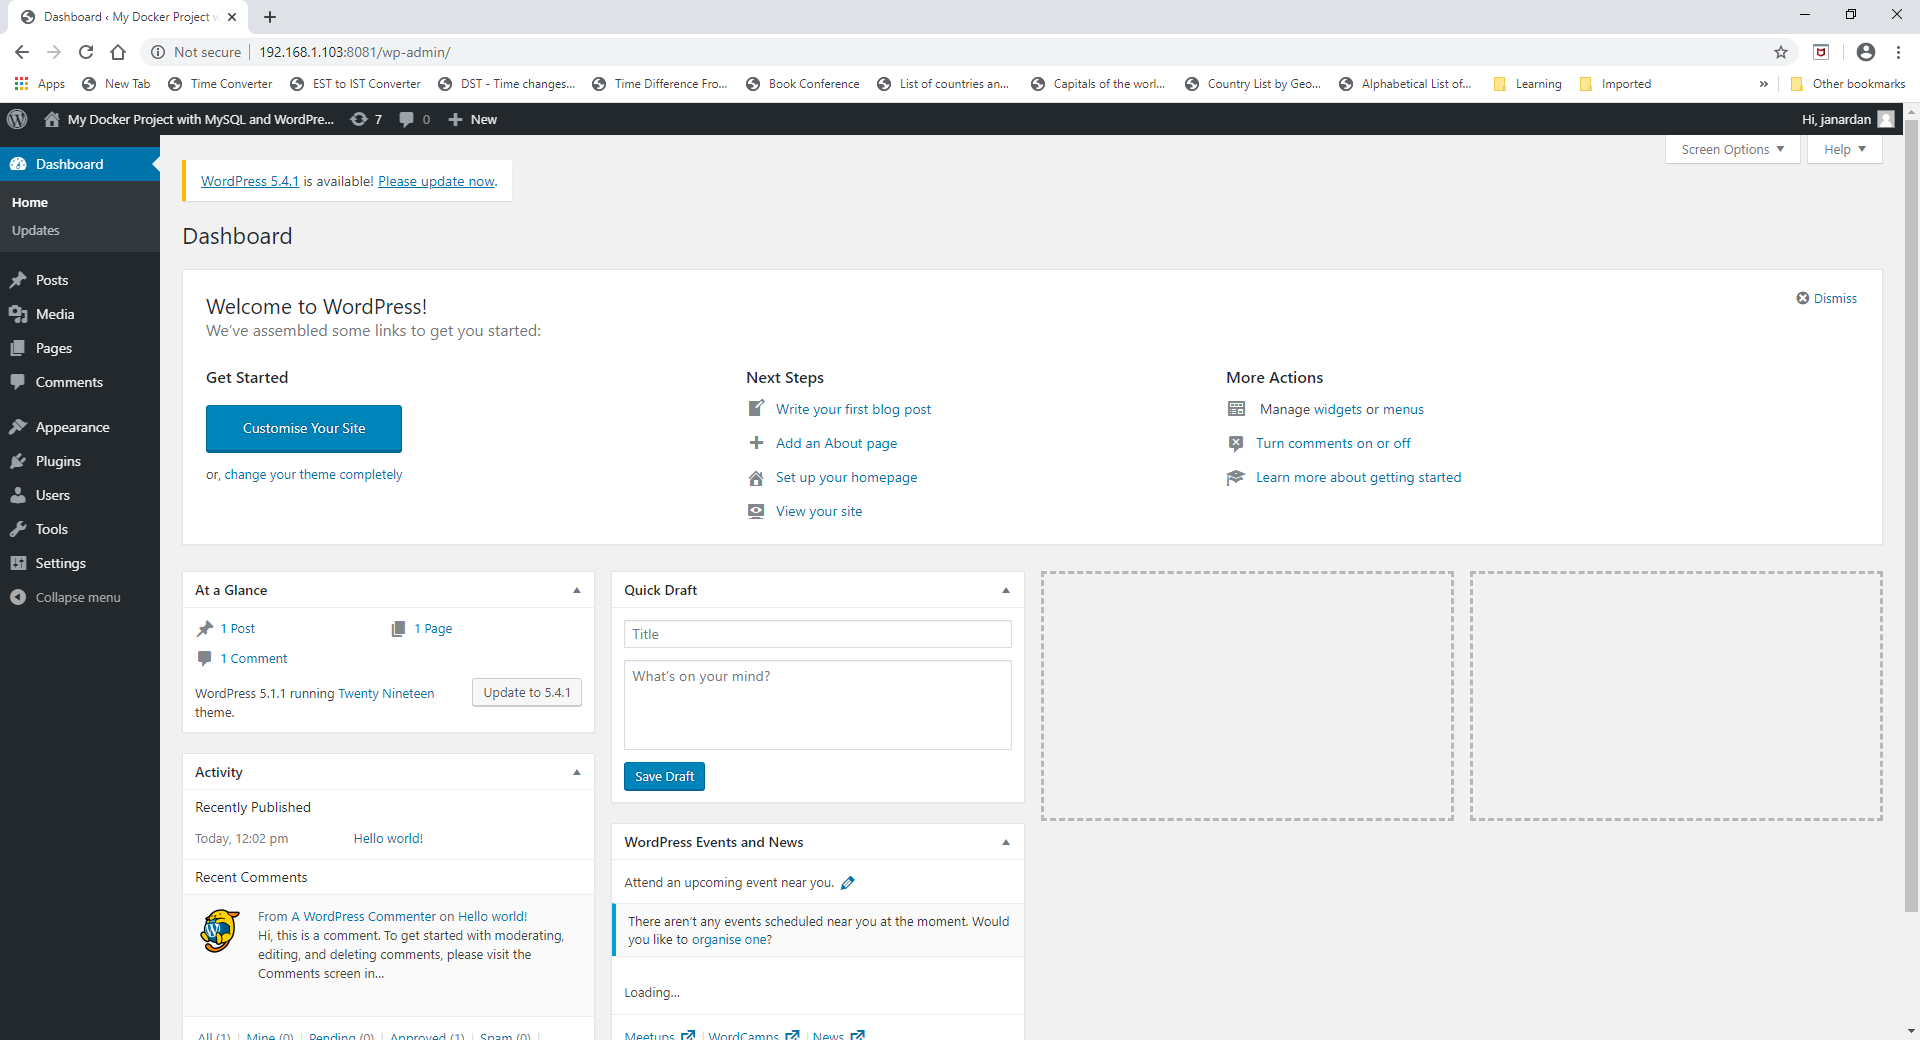 Dashboard ‹ My Docker Project w
Not secure 192.168.1.103:8081/wp-admin/
Apps New Tab Time Converter EST to IST Converter DST - Time changes... Time Difference Fro... Book Conference List of countries an... Capitals of the worl... Country List by Geo... Alphabetical List of... Learning Imported » Other bookmarks
My Docker Project with MySQL and WordPre... 7 0 New Hi, janardan
Screen Options Help
Dashboard
Home
Updates
Posts
Media
Pages
Comments
Appearance
Plugins
Users
Tools
Settings
Collapse menu
WordPress 5.4.1 is available! Please update now.
Dashboard
Welcome to WordPress!
We’ve assembled some links to get you started:
Dismiss
Get Started
Customise Your Site
or, change your theme completely
Next Steps
Write your first blog post
Add an About page
Set up your homepage
View your site
More Actions
Manage widgets or menus
Turn comments on or off
Learn more about getting started
At a Glance
1 Post 1 Page
1 Comment
WordPress 5.1.1 running Twenty Nineteen
theme.
Update to 5.4.1
Activity
Recently Published
Today, 12:02 pm Hello world!
Recent Comments
From A WordPress Commenter on Hello world!
Hi, this is a comment. To get started with moderating,
editing, and deleting comments, please visit the
Comments screen in...
All (1) | Mine (0) | Pending (0) | Approved (1) | Spam (0) |
Quick Draft
Title
What’s on your mind?
Save Draft
WordPress Events and News
Attend an upcoming event near you.
There aren’t any events scheduled near you at the moment. Would
you like to organise one?
Loading...
Meetups | WordCamps | News